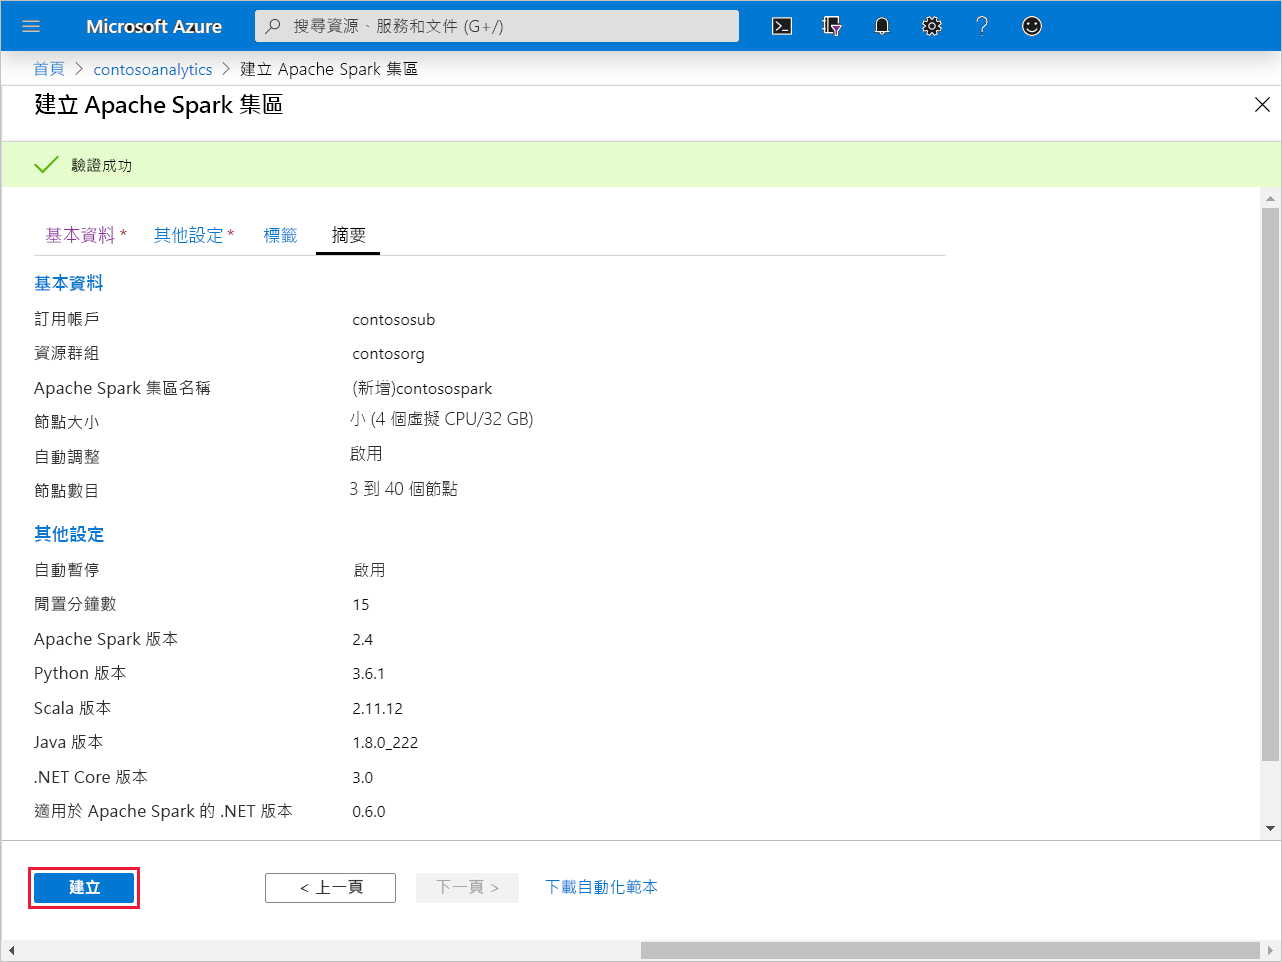 Microsoft Azure
搜尋資源、服務和文件 (G+/)
首頁 > contosoanalytics > 建立 Apache Spark 集區
建立 Apache Spark 集區
驗證成功
基本資料 * 其他設定 * 標籤 摘要
基本資料
訂用帳戶 contososub
資源群組 contosorg
Apache Spark 集區名稱 (新增)contosospark
節點大小 小 (4 個虛擬 CPU/32 GB)
自動調整 啟用
節點數目 3 到 40 個節點
其他設定
自動暫停 啟用
閒置分鐘數 15
Apache Spark 版本 2.4
Python 版本 3.6.1
Scala 版本 2.11.12
Java 版本 1.8.0_222
.NET Core 版本 3.0
適用於 Apache Spark 的 .NET 版本 0.6.0
建立 < 上一頁 下一頁 > 下載自動化範本